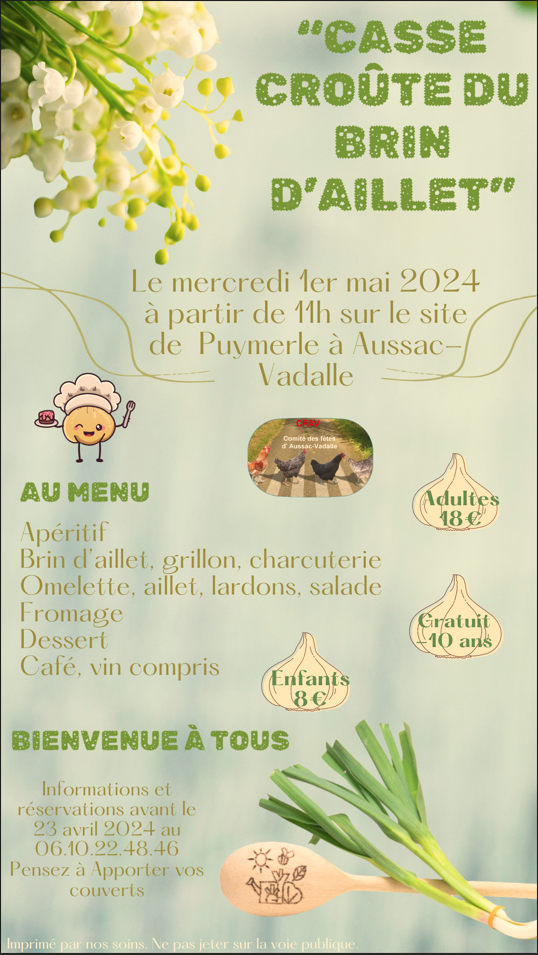 “CASSE
CROÛTE DU
BRIN
D’AILLET”
Le mercredi 1er mai 2024
à partir de 11h sur le site
de Puymerle à Aussac-
Vadalle
Comité des fêtes
d' Aussac-Vadalle
AU MENU
Apéritif
Brin d’aillet, grillon, charcuterie
Omelette, aillet, lardons, salade
Fromage
Dessert
Café, vin compris
Adultes
18€
Gratuit
-10 ans
Enfants
8€
BIENVENUE À TOUS
Informations et
réservations avant le
23 avril 2024 au
06.10.22.48.46
Pensez à Apporter vos
couverts
Imprimé par nos soins. Ne pas jeter sur la voie publique.